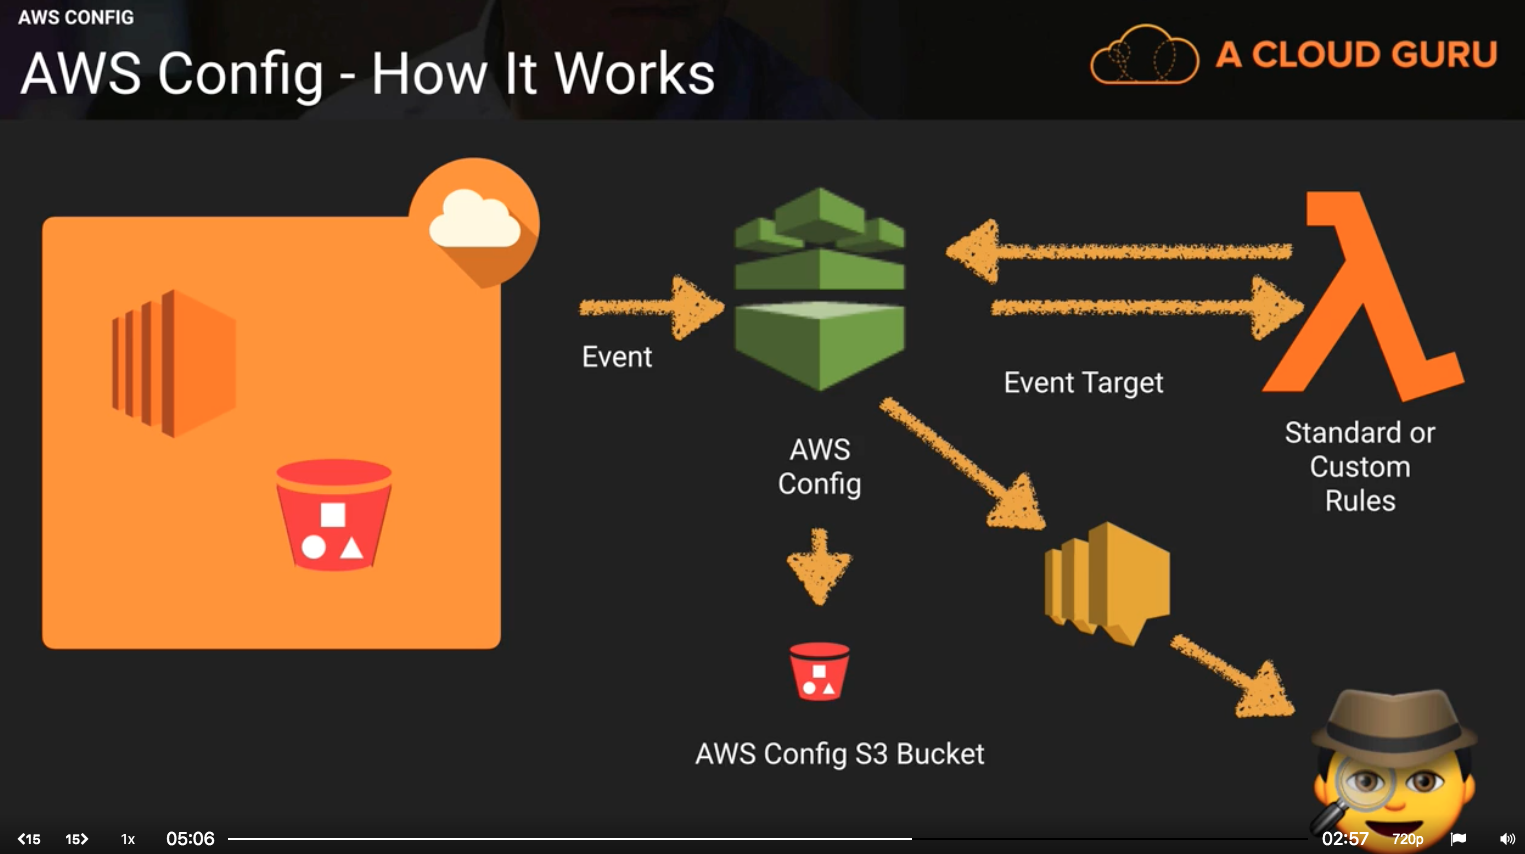 AWS CONFIG
AWS Config - How It Works
A CLOUD GURU
Event
Event Target
AWS
Config
Standard or
Custom
Rules
AWS Config S3 Bucket
15
15
1x
05:06
02:57
720p